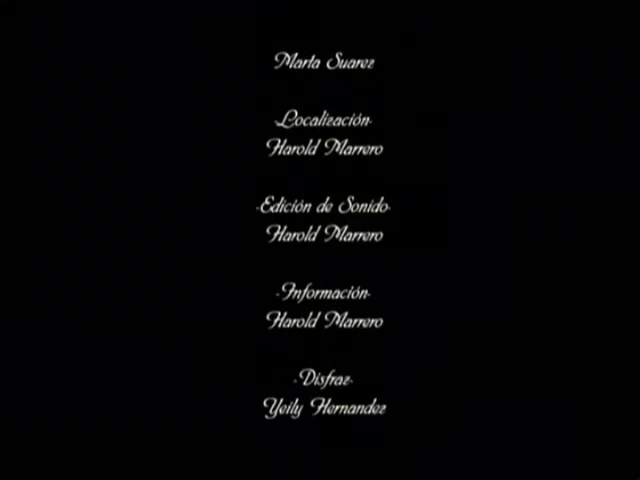 Marta Suarez
-Localización-
Harold Marrero
-Edición de Sonido-
Harold Marrero
-Información-
Harold Marrero
-Disfraz-
Yeily Hernandez